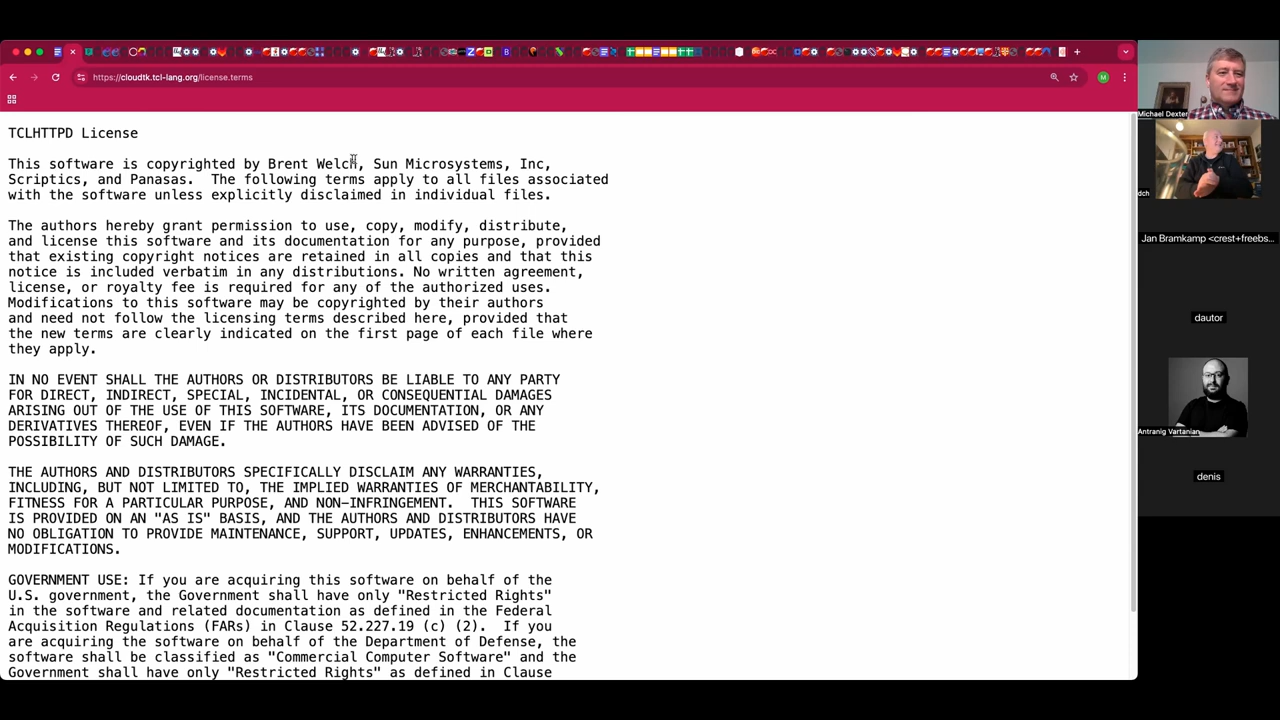 https://cloudtk.tcl-lang.org/license.terms
M
TCLHTTPD License
This software is copyrighted by Brent Welch, Sun Microsystems, Inc,
Scriptics, and Panasas.  The following terms apply to all files associated
with the software unless explicitly disclaimed in individual files.
The authors hereby grant permission to use, copy, modify, distribute,
and license this software and its documentation for any purpose, provided
that existing copyright notices are retained in all copies and that this
notice is included verbatim in any distributions. No written agreement,
license, or royalty fee is required for any of the authorized uses.
Modifications to this software may be copyrighted by their authors
and need not follow the licensing terms described here, provided that
the new terms are clearly indicated on the first page of each file where
they apply.
IN NO EVENT SHALL THE AUTHORS OR DISTRIBUTORS BE LIABLE TO ANY PARTY
FOR DIRECT, INDIRECT, SPECIAL, INCIDENTAL, OR CONSEQUENTIAL DAMAGES
ARISING OUT OF THE USE OF THIS SOFTWARE, ITS DOCUMENTATION, OR ANY
DERIVATIVES THEREOF, EVEN IF THE AUTHORS HAVE BEEN ADVISED OF THE
POSSIBILITY OF SUCH DAMAGE.
THE AUTHORS AND DISTRIBUTORS SPECIFICALLY DISCLAIM ANY WARRANTIES,
INCLUDING, BUT NOT LIMITED TO, THE IMPLIED WARRANTIES OF MERCHANTABILITY,
FITNESS FOR A PARTICULAR PURPOSE, AND NON-INFRINGEMENT.  THIS SOFTWARE
IS PROVIDED ON AN "AS IS" BASIS, AND THE AUTHORS AND DISTRIBUTORS HAVE
NO OBLIGATION TO PROVIDE MAINTENANCE, SUPPORT, UPDATES, ENHANCEMENTS, OR
MODIFICATIONS.
GOVERNMENT USE: If you are acquiring this software on behalf of the
U.S. government, the Government shall have only "Restricted Rights"
in the software and related documentation as defined in the Federal
Acquisition Regulations (FARs) in Clause 52.227.19 (c) (2).  If you
are acquiring the software on behalf of the Department of Defense, the
software shall be classified as "Commercial Computer Software" and the
Government shall have only "Restricted Rights" as defined in Clause
Michael Dexter
dch
Jan Bramkamp <crest+freebs...
dautor
Antranig Vartanian
denis